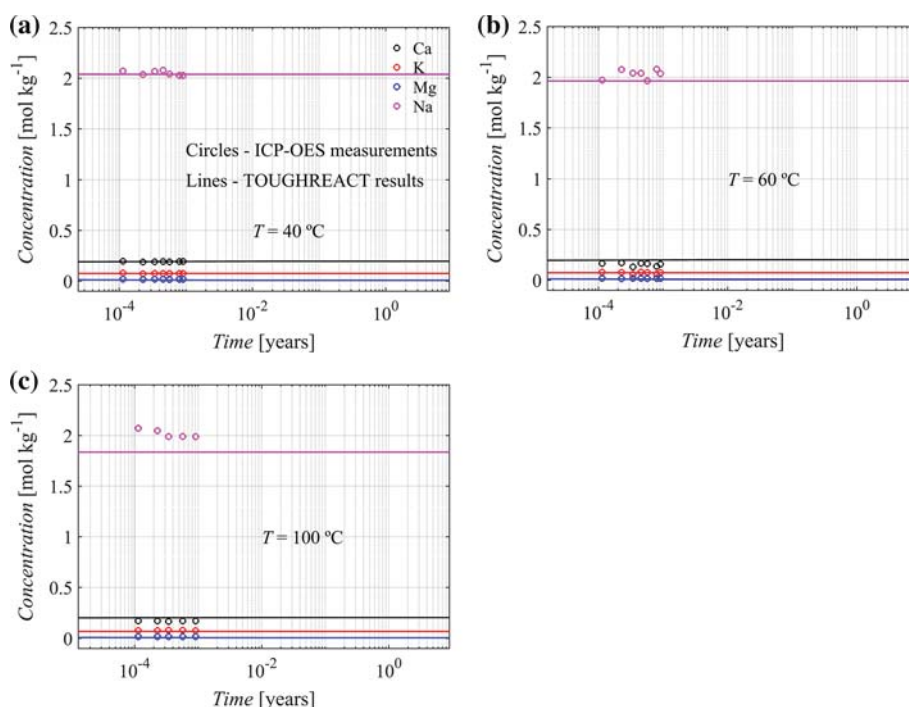 (a)
2.5
2
1.5
1
0.5
0
Concentration [mol kg⁻¹]
Ca
K
Mg
Na
Circles - ICP-OES measurements
Lines - TOUGHREACT results
T = 40 ºC
10⁻⁴ 10⁻² 10⁰
Time [years]
(b)
2.5
2
1.5
1
0.5
0
Concentration [mol kg⁻¹]
T = 60 ºC
10⁻⁴ 10⁻² 10⁰
Time [years]
(c)
2.5
2
1.5
1
0.5
0
Concentration [mol kg⁻¹]
T = 100 ºC
10⁻⁴ 10⁻² 10⁰
Time [years]